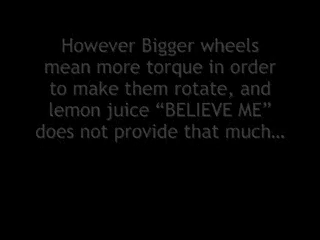 However Bigger wheels
mean more torque in order
to make them rotate, and
lemon juice “BELIEVE ME”
does not provide that much…